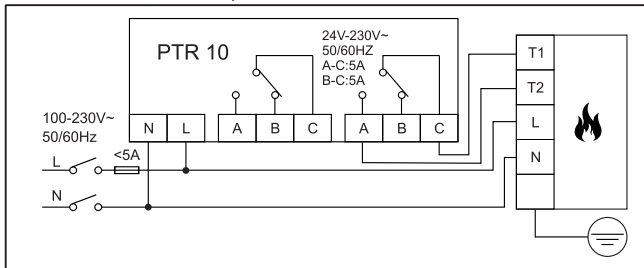 PTR 10
24V-230V~
50/60HZ
A-C:5A
B-C:5A
100-230V~
50/60Hz
L
<5A
N
N L A B C A B C
T1
T2
L
N